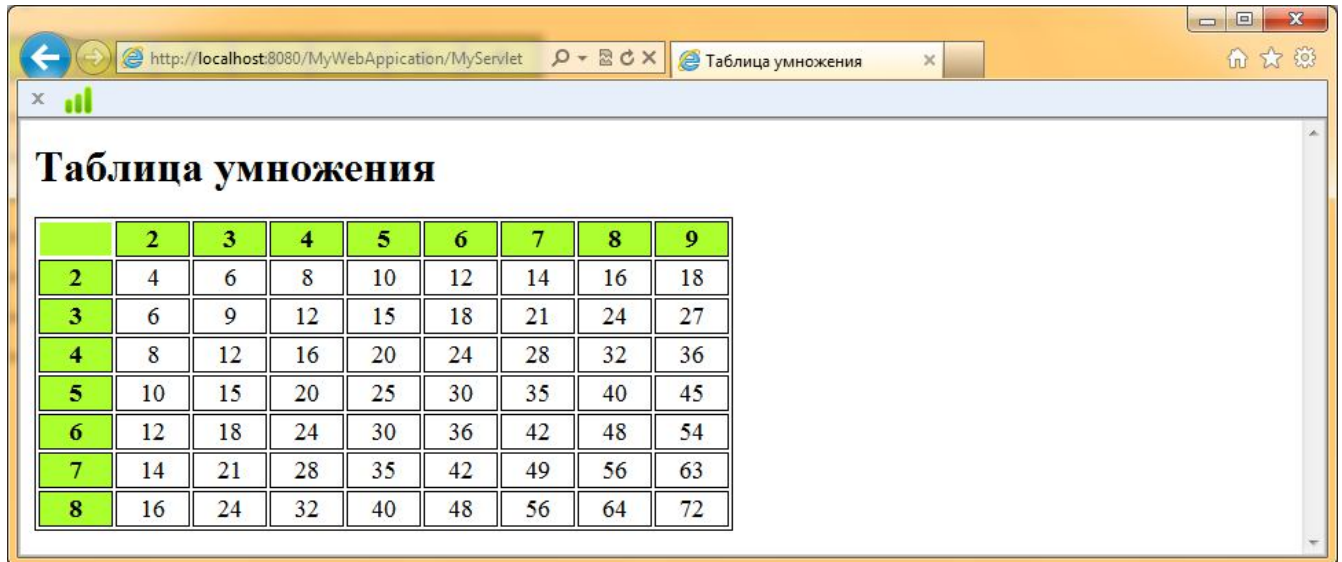 http://localhost:8080/MyWebAppication/MyServlet
Таблица умножения
Таблица умножения
2 3 4 5 6 7 8 9
2 4 6 8 10 12 14 16 18
3 6 9 12 15 18 21 24 27
4 8 12 16 20 24 28 32 36
5 10 15 20 25 30 35 40 45
6 12 18 24 30 36 42 48 54
7 14 21 28 35 42 49 56 63
8 16 24 32 40 48 56 64 72